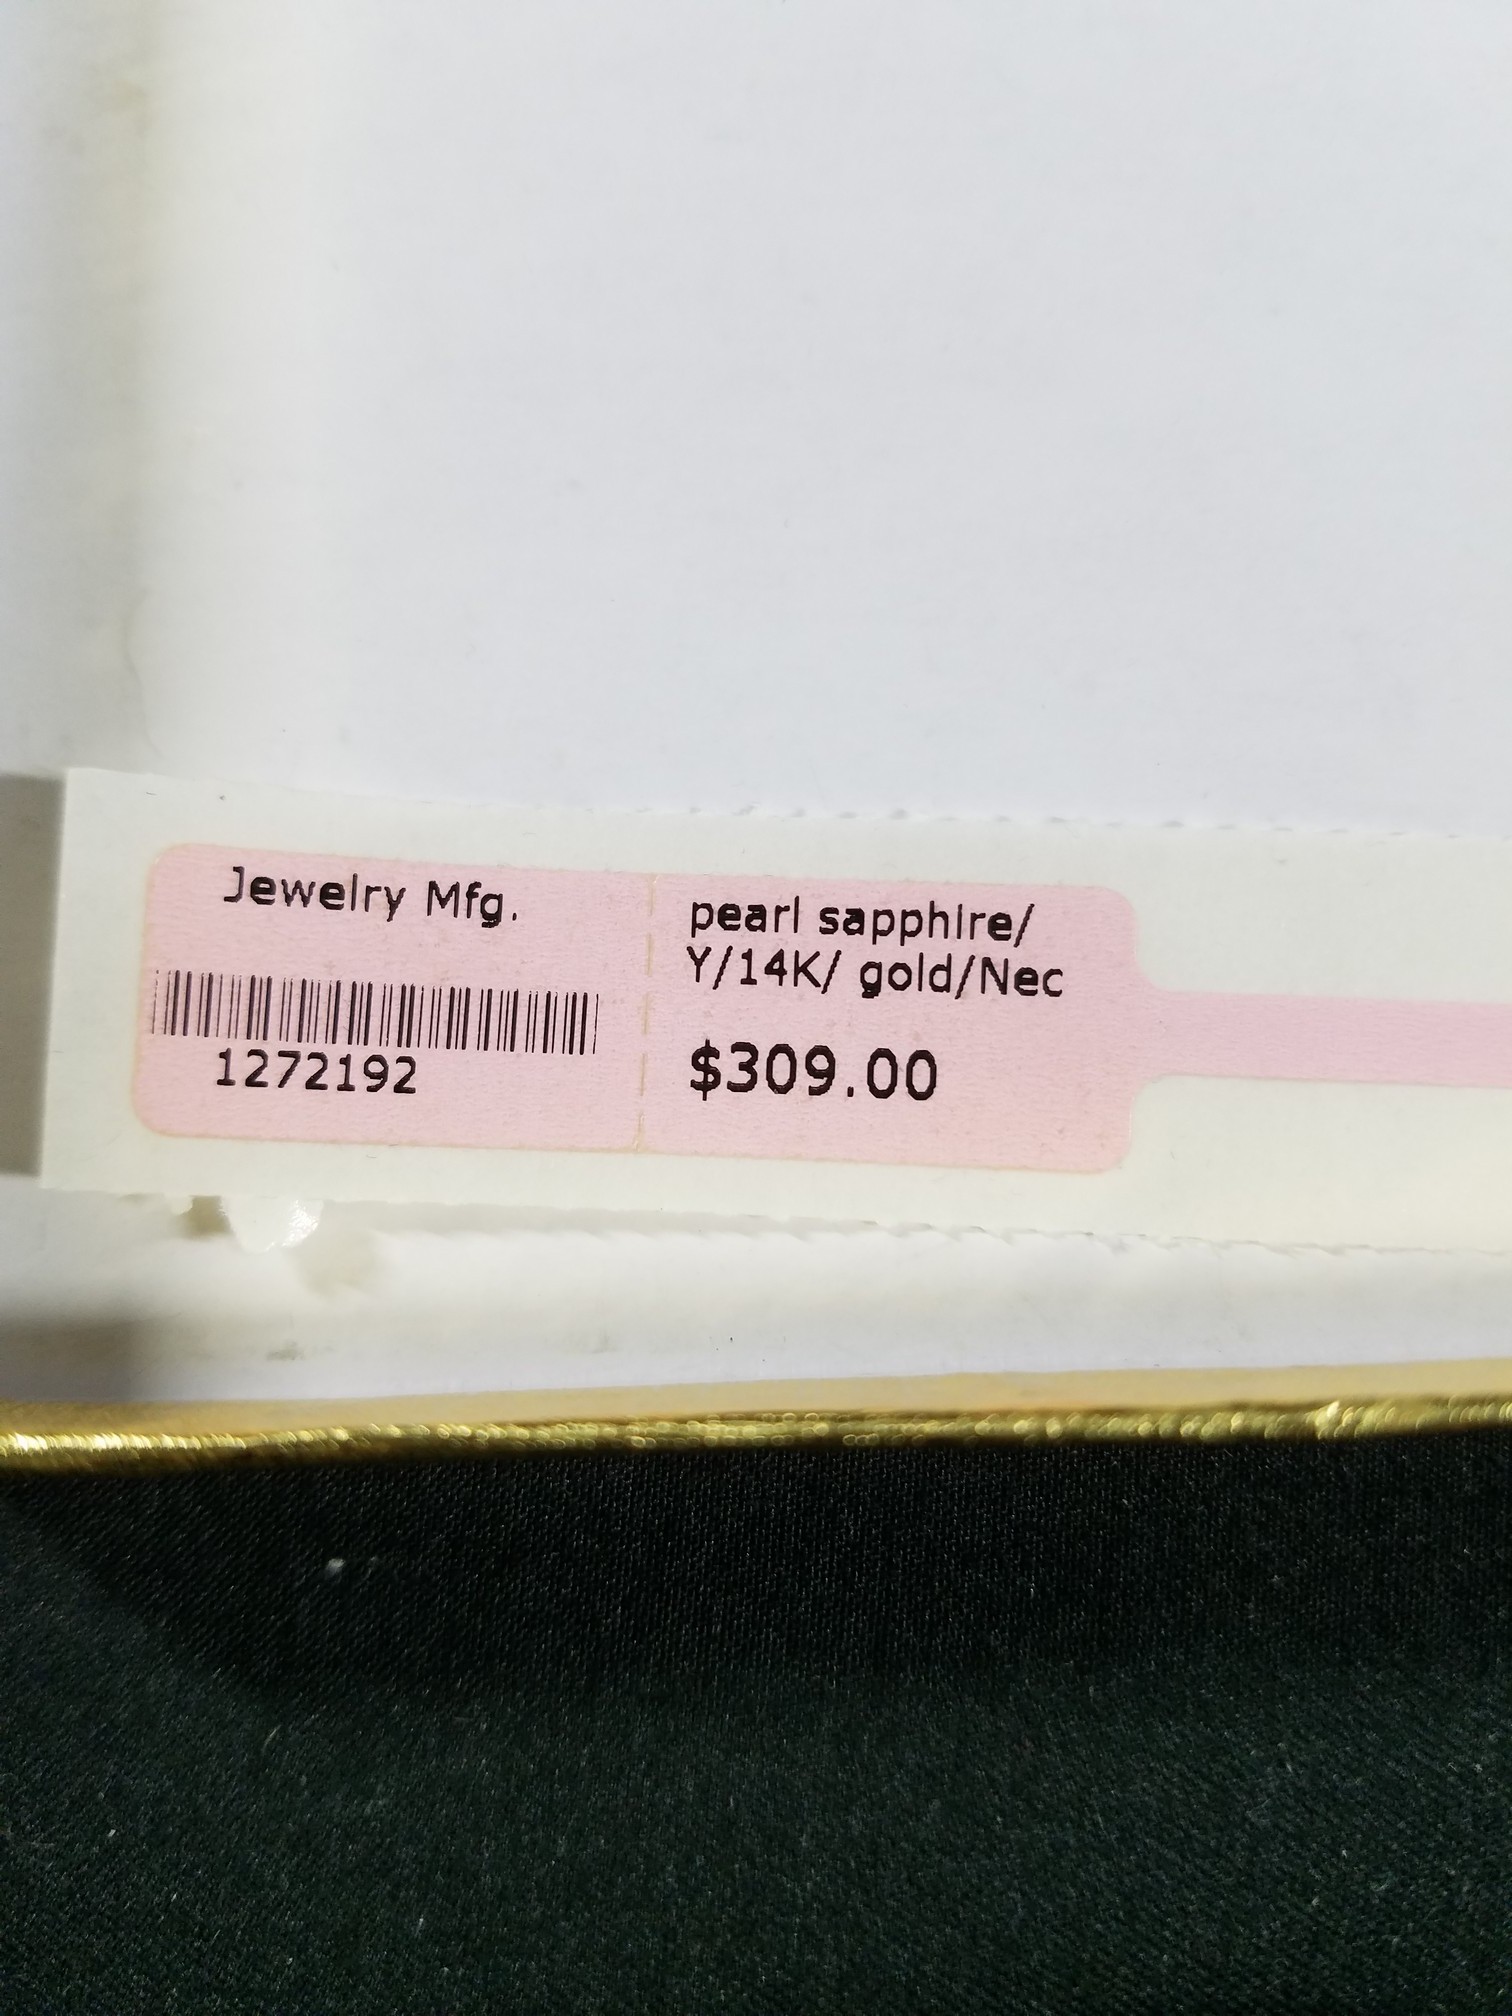 Jewelry Mfg.
1272192
pearl sapphire/
Y/14K/ gold/Nec
$309.00